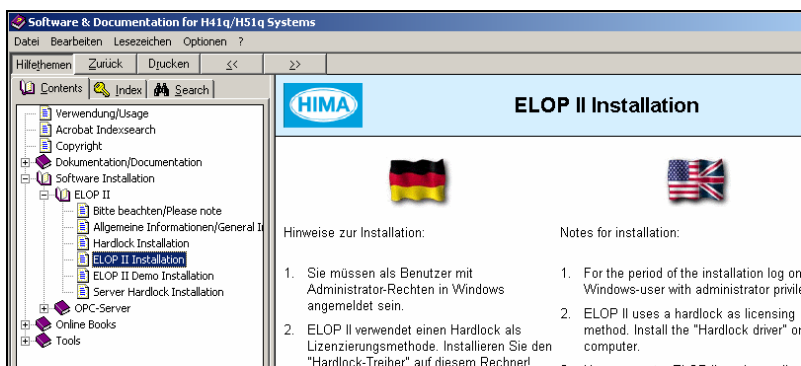 Software & Documentation for H41q/H51q Systems
Datei Bearbeiten Lesezeichen Optionen ?
Hilfethemen Zurück Drucken << >>
Contents Index Search
Verwendung/Usage
Acrobat Indexsearch
Copyright
Dokumentation/Documentation
Software Installation
ELOP II
Bitte beachten/Please note
Allgemeine Informationen/General I
Hardlock Installation
ELOP II Installation
ELOP II Demo Installation
Server Hardlock Installation
OPC-Server
Online Books
Tools
HIMA
ELOP II Installation
Hinweise zur Installation:
1. Sie müssen als Benutzer mit
Administrator-Rechten in Windows
angemeldet sein.
2. ELOP II verwendet einen Hardlock als
Lizenzierungsmethode. Installieren Sie den
"Hardlock-Treiber" auf diesem Rechner!
Notes for installation:
1. For the period of the installation log on
Windows-user with administrator privile
2. ELOP II uses a hardlock as licensing
method. Install the "Hardlock driver" or
computer.